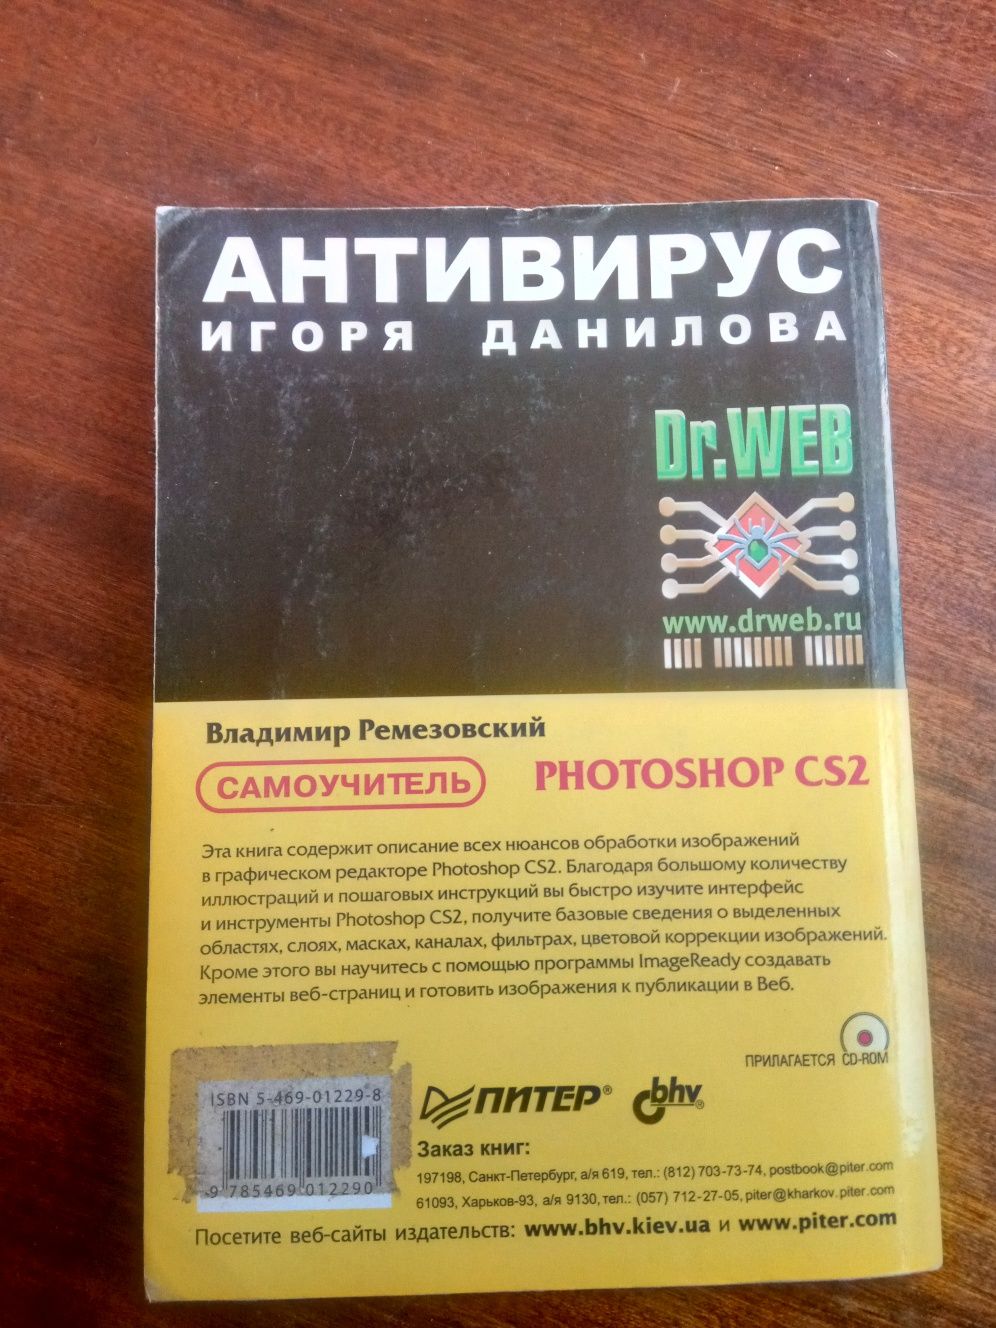 АНТИВИРУС
ИГОРЯ ДАНИЛОВА
Dr.WEB
www.drweb.ru
Владимир Ремезовский
САМОУЧИТЕЛЬ
PHOTOSHOP CS2
Эта книга содержит описание всех нюансов обработки изображений
в графическом редакторе Photoshop CS2. Благодаря большому количеству
иллюстраций и пошаговых инструкций вы быстро изучите интерфейс
и инструменты Photoshop CS2, получите базовые сведения о выделенных
областях, слоях, масках, каналах, фильтрах, цветовой коррекции изображений.
Кроме этого вы научитесь с помощью программы ImageReady создавать
элементы веб-страниц и готовить изображения к публикации в Веб.
ПРИЛАГАЕТСЯ CD-ROM
ISBN 5-469-01229-8
9 785469 012290
ПИТЕР®
bhv®
Заказ книг:
197198, Санкт-Петербург, а/я 619, тел.: (812) 703-73-74, postbook@piter.com
61093, Харьков-93, а/я 9130, тел.: (057) 712-27-05, piter@kharkov.piter.com
Посетите веб-сайты издательств: www.bhv.kiev.ua и www.piter.com